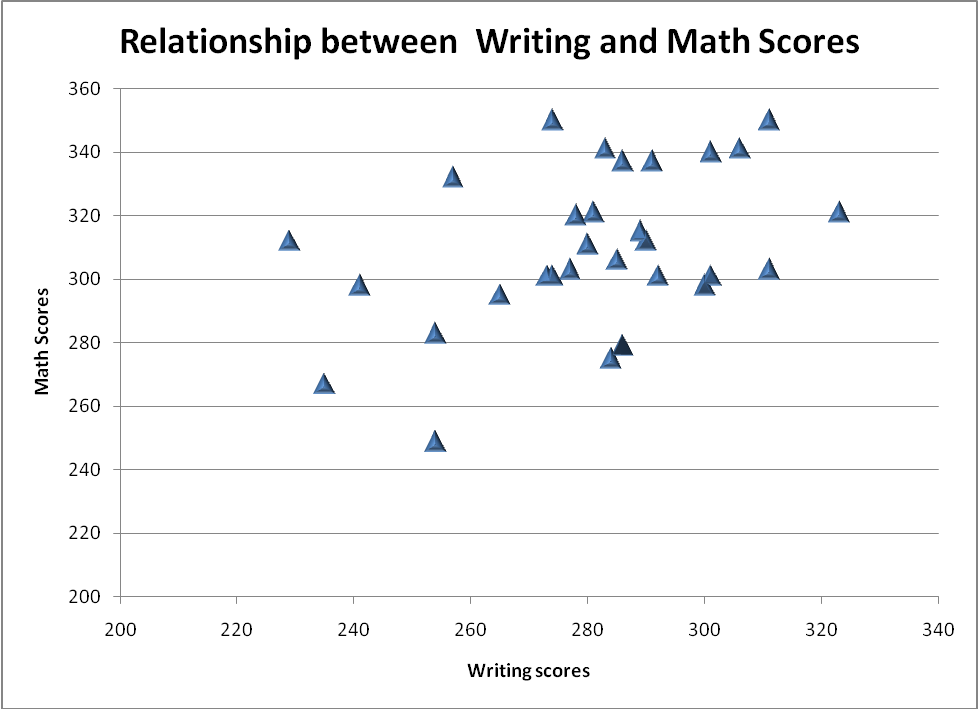 Relationship between  Writing and Math Scores
360
340
320
300
280
260
240
220
200
Math Scores
200 220 240 260 280 300 320 340
Writing scores